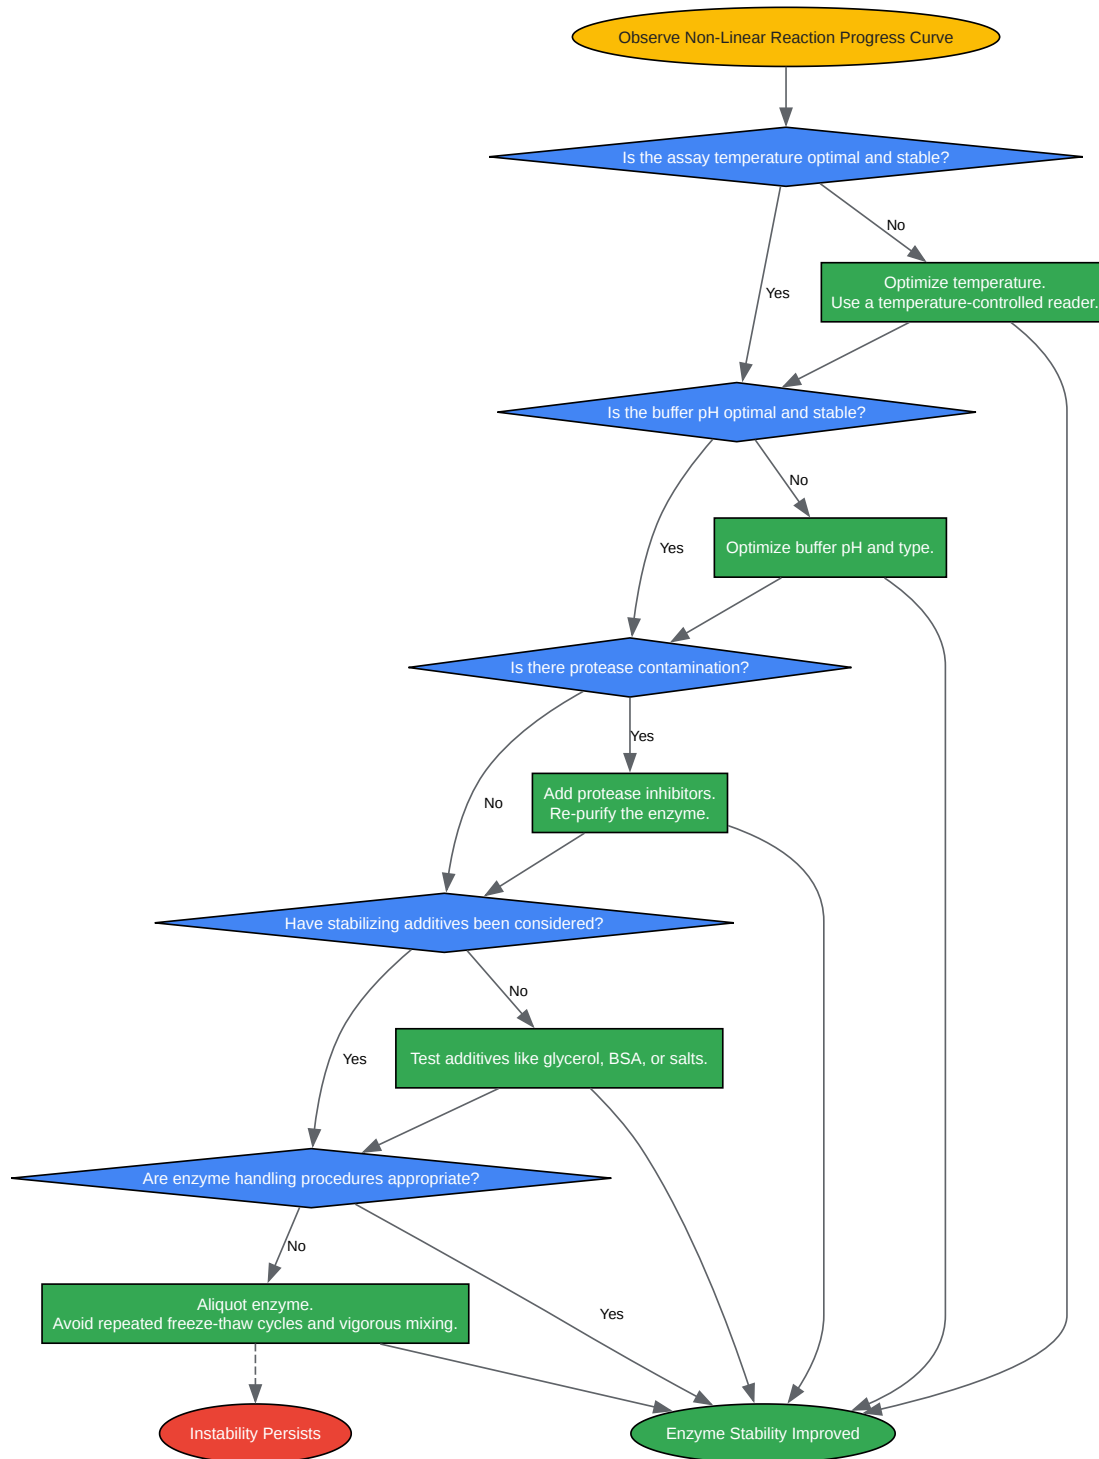 Observe Non-Linear Reaction Progress Curve
Is the assay temperature optimal and stable?
No
Optimize temperature.
Use a temperature-controlled reader.
Yes
Is the buffer pH optimal and stable?
No
Optimize buffer pH and type.
Yes
Is there protease contamination?
Yes
Add protease inhibitors.
Re-purify the enzyme.
No
Have stabilizing additives been considered?
No
Test additives like glycerol, BSA, or salts.
Yes
Are enzyme handling procedures appropriate?
No
Aliquot enzyme.
Avoid repeated freeze-thaw cycles and vigorous mixing.
Yes
Instability Persists
Enzyme Stability Improved